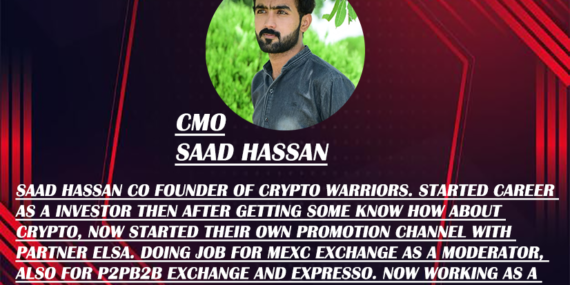 CMO
SAAD HASSAN
SAAD HASSAN CO FOUNDER OF CRYPTO WARRIORS. STARTED CAREER
AS A INVESTOR THEN AFTER GETTING SOME KNOW HOW ABOUT
CRYPTO, NOW STARTED THEIR OWN PROMOTION CHANNEL WITH
PARTNER ELSA. DOING JOB FOR MEXC EXCHANGE AS A MODERATOR,
ALSO FOR P2PB2B EXCHANGE AND EXPRESSO. NOW WORKING AS A